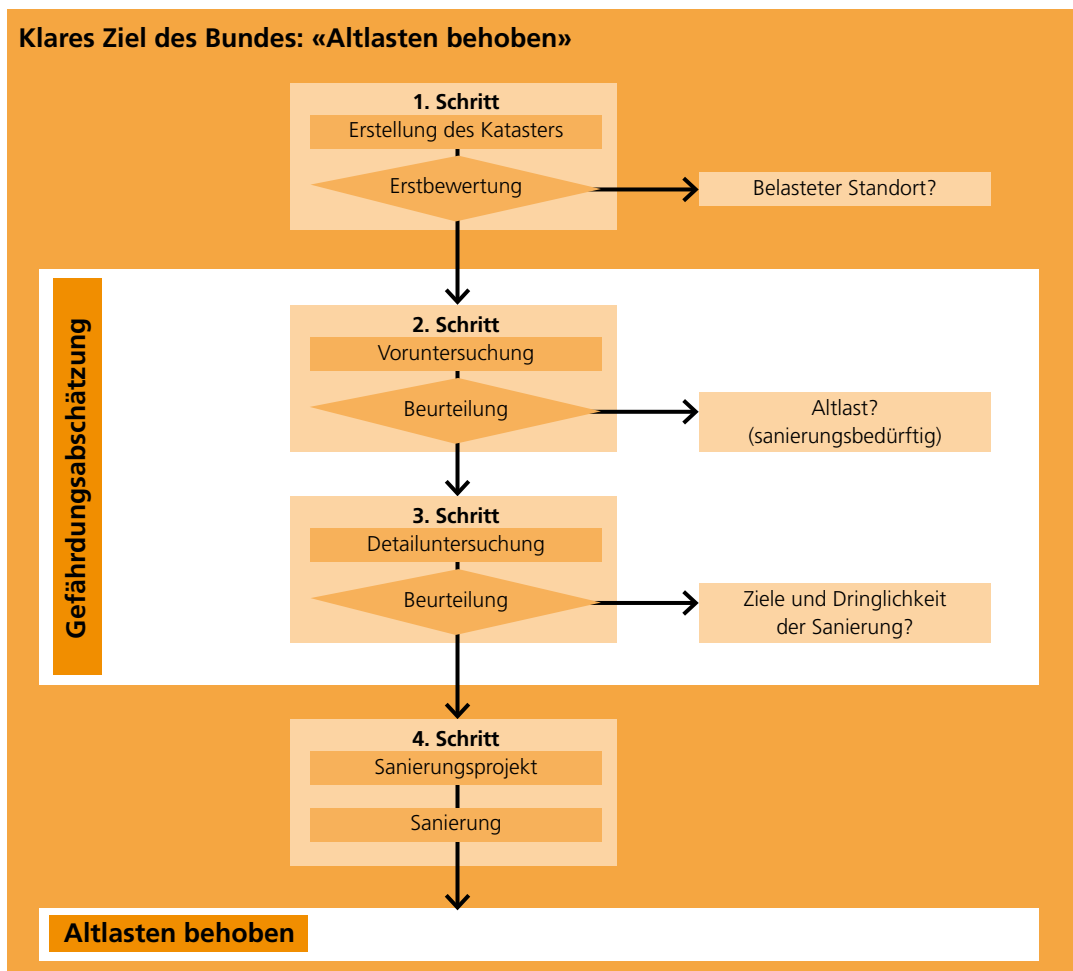 Klares Ziel des Bundes: «Altlasten behoben»
1. Schritt
Erstellung des Katasters
Erstbewertung
Belasteter Standort?
Gefährdungsabschätzung
2. Schritt
Voruntersuchung
Beurteilung
Altlast?
(sanierungsbedürftig)
3. Schritt
Detailuntersuchung
Beurteilung
Ziele und Dringlichkeit
der Sanierung?
4. Schritt
Sanierungsprojekt
Sanierung
Altlasten behoben